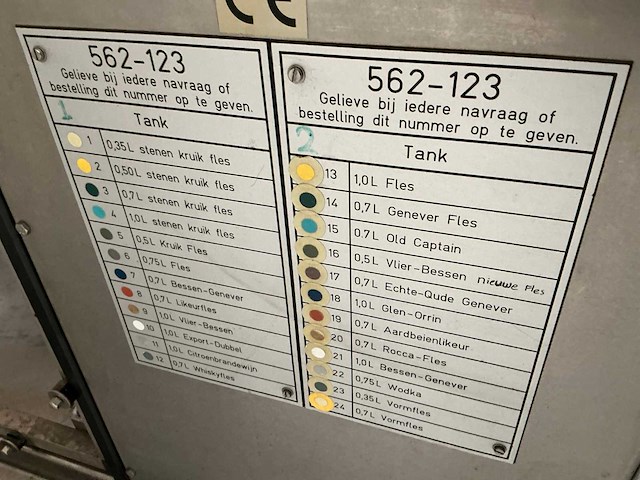 CE
562-123
Gelieve bij iedere navraag of
bestelling dit nummer op te geven.
1
Tank
1 0,35L stenen kruik fles
2 0,50L stenen kruik fles
3 0,7L stenen kruik fles
4 1,0L stenen kruik fles
5 0,5L Kruik Fles
6 0,75L Fles
7 0,7L Bessen-Genever
8 0,7L Likeurfles
9 1,0L Vlier-Bessen
10 1,0L Export-Dubbel
11 1,0L Citroenbrandewijn
12 0,7L Whiskyfles
562-123
Gelieve bij iedere navraag of
bestelling dit nummer op te geven.
2
Tank
13 1,0L Fles
14 0,7L Genever Fles
15 0.7L Old Captain
16 0,5L Vlier-Bessen nieuwe Fles
17 0,7L Echte-Oude Genever
18 1,0L Glen-Orrin
19 0,7L Aardbeienlikeur
20 0,7L Rocca-Fles
21 1,0L Bessen-Genever
22 0,75L Wodka
23 0,35L Vormfles
24 0,7L Vormfles